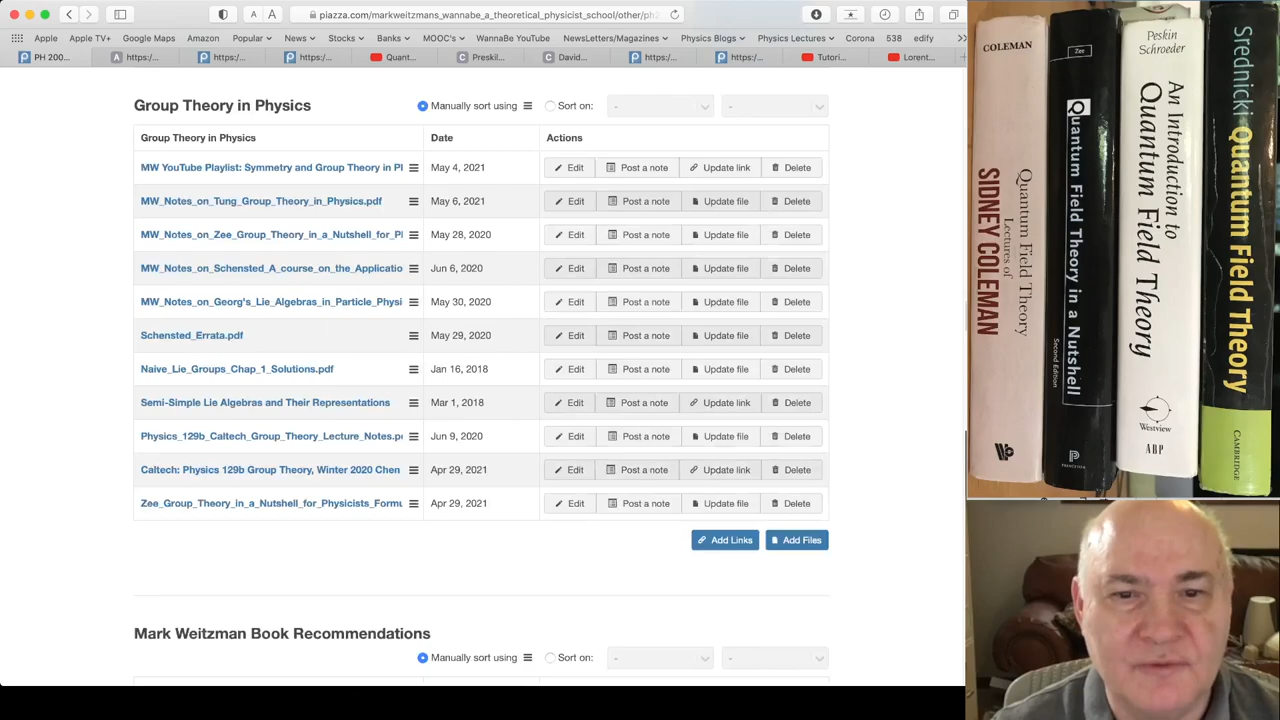 piazza.com/markweitzmans_wannabe_a_theoretical_physicist_school/other/ph2
A A
Apple Apple TV+ Google Maps Amazon Popular News Stocks Banks MOOC's WannaBe YouTube NewsLetters/Magazines Physics Blogs Physics Lectures Corona 538 edify
PH 200... https:/... https:/... https:/... Quant... Preskil... David... https:/... https:/... Tutori... Lorent...
Group Theory in Physics
Manually sort using Sort on: - -
Group Theory in Physics Date Actions
MW YouTube Playlist: Symmetry and Group Theory in Pl May 4, 2021 Edit Post a note Update link Delete
MW_Notes_on_Tung_Group_Theory_in_Physics.pdf May 6, 2021 Edit Post a note Update file Delete
MW_Notes_on_Zee_Group_Theory_in_a_Nutshell_for_Pl May 28, 2020 Edit Post a note Update file Delete
MW_Notes_on_Schensted_A_course_on_the_Applicatio Jun 6, 2020 Edit Post a note Update file Delete
MW_Notes_on_Georg's_Lie_Algebras_in_Particle_Physi May 30, 2020 Edit Post a note Update file Delete
Schensted_Errata.pdf May 29, 2020 Edit Post a note Update file Delete
Naive_Lie_Groups_Chap_1_Solutions.pdf Jan 16, 2018 Edit Post a note Update file Delete
Semi-Simple Lie Algebras and Their Representations Mar 1, 2018 Edit Post a note Update link Delete
Physics_129b_Caltech_Group_Theory_Lecture_Notes.p Jun 9, 2020 Edit Post a note Update file Delete
Caltech: Physics 129b Group Theory, Winter 2020 Chen Apr 29, 2021 Edit Post a note Update link Delete
Zee_Group_Theory_in_a_Nutshell_for_Physicists_Formu Apr 29, 2021 Edit Post a note Update file Delete
Add Links Add Files
Mark Weitzman Book Recommendations
Manually sort using Sort on: - -
COLEMAN
Quantum Field Theory
Lectures of
SIDNEY COLEMAN
Zee
Quantum Field Theory in a Nutshell
Second Edition
PRINCETON
Peskin
Schroeder
An Introduction to
Quantum Field Theory
Westview
ABP
Srednicki Quantum Field Theory
CAMBRIDGE